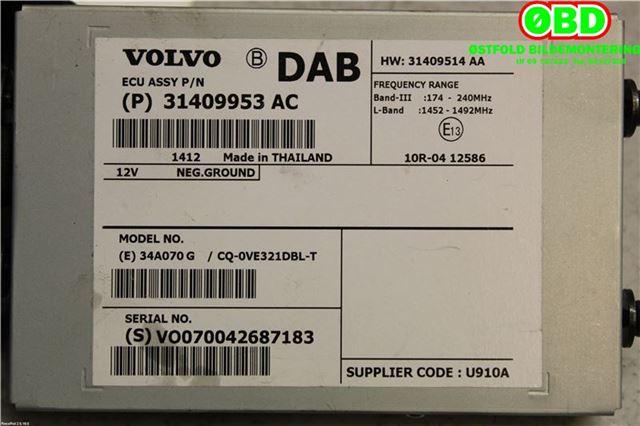 ØBD
ØSTFOLD BILDEMONTERING
VOLVO B DAB
HW: 31409514 AA
ECU ASSY P/N
(P) 31409953 AC
FREQUENCY RANGE
Band-III :174 - 240MHz
L-Band :1452 - 1492MHz
E13
1412 Made in THAILAND
10R-04 12586
12V NEG.GROUND
MODEL NO.
(E) 34A070 G / CQ-0VE321DBL-T
SERIAL NO.
(S) VO070042687183
SUPPLIER CODE : U910A